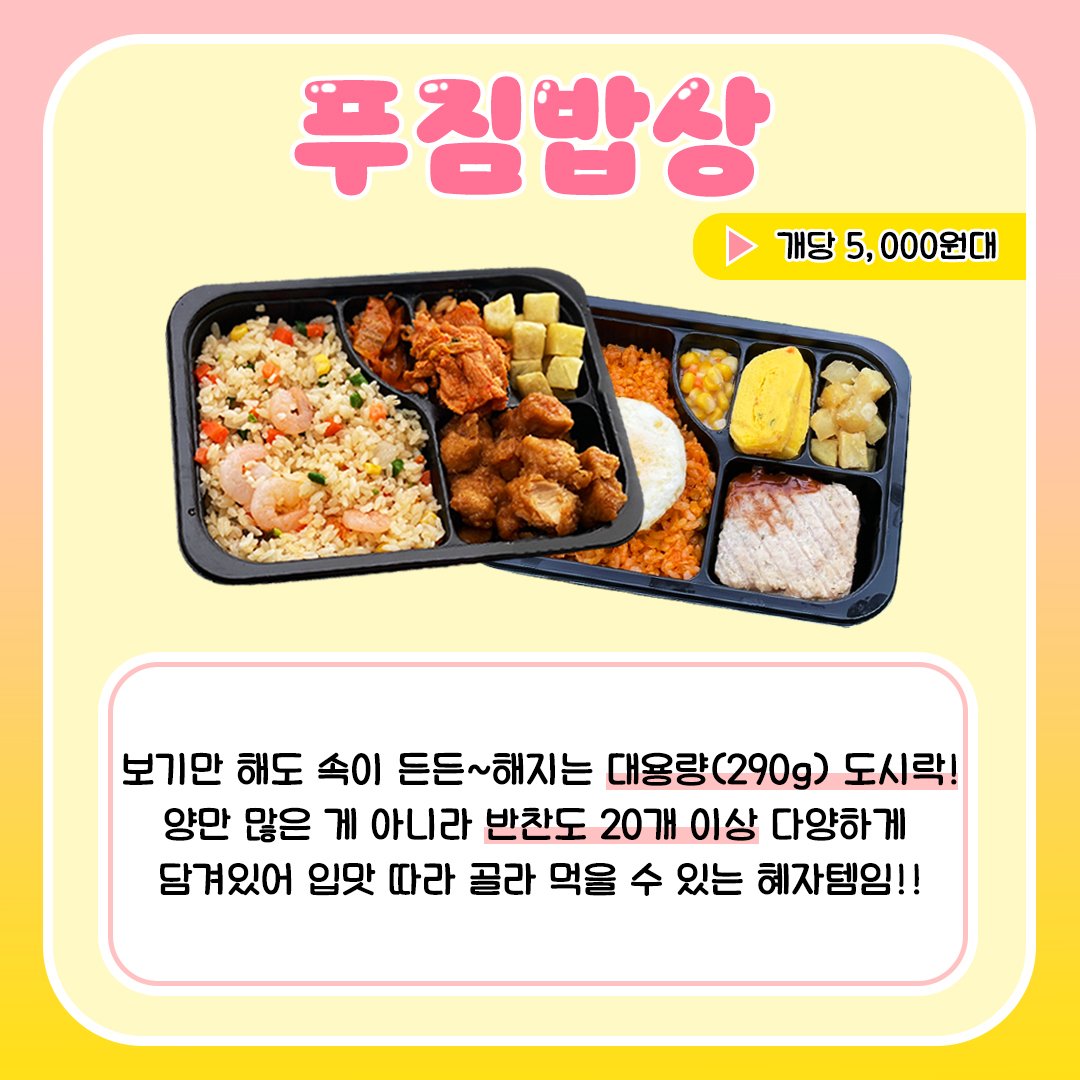 푸짐밥상
개당 5,000원대
보기만 해도 속이 든든~해지는 대용량(290g) 도시락!
양만 많은 게 아니라 반찬도 20개 이상 다양하게
담겨있어 입맛 따라 골라 먹을 수 있는 혜자템임!!